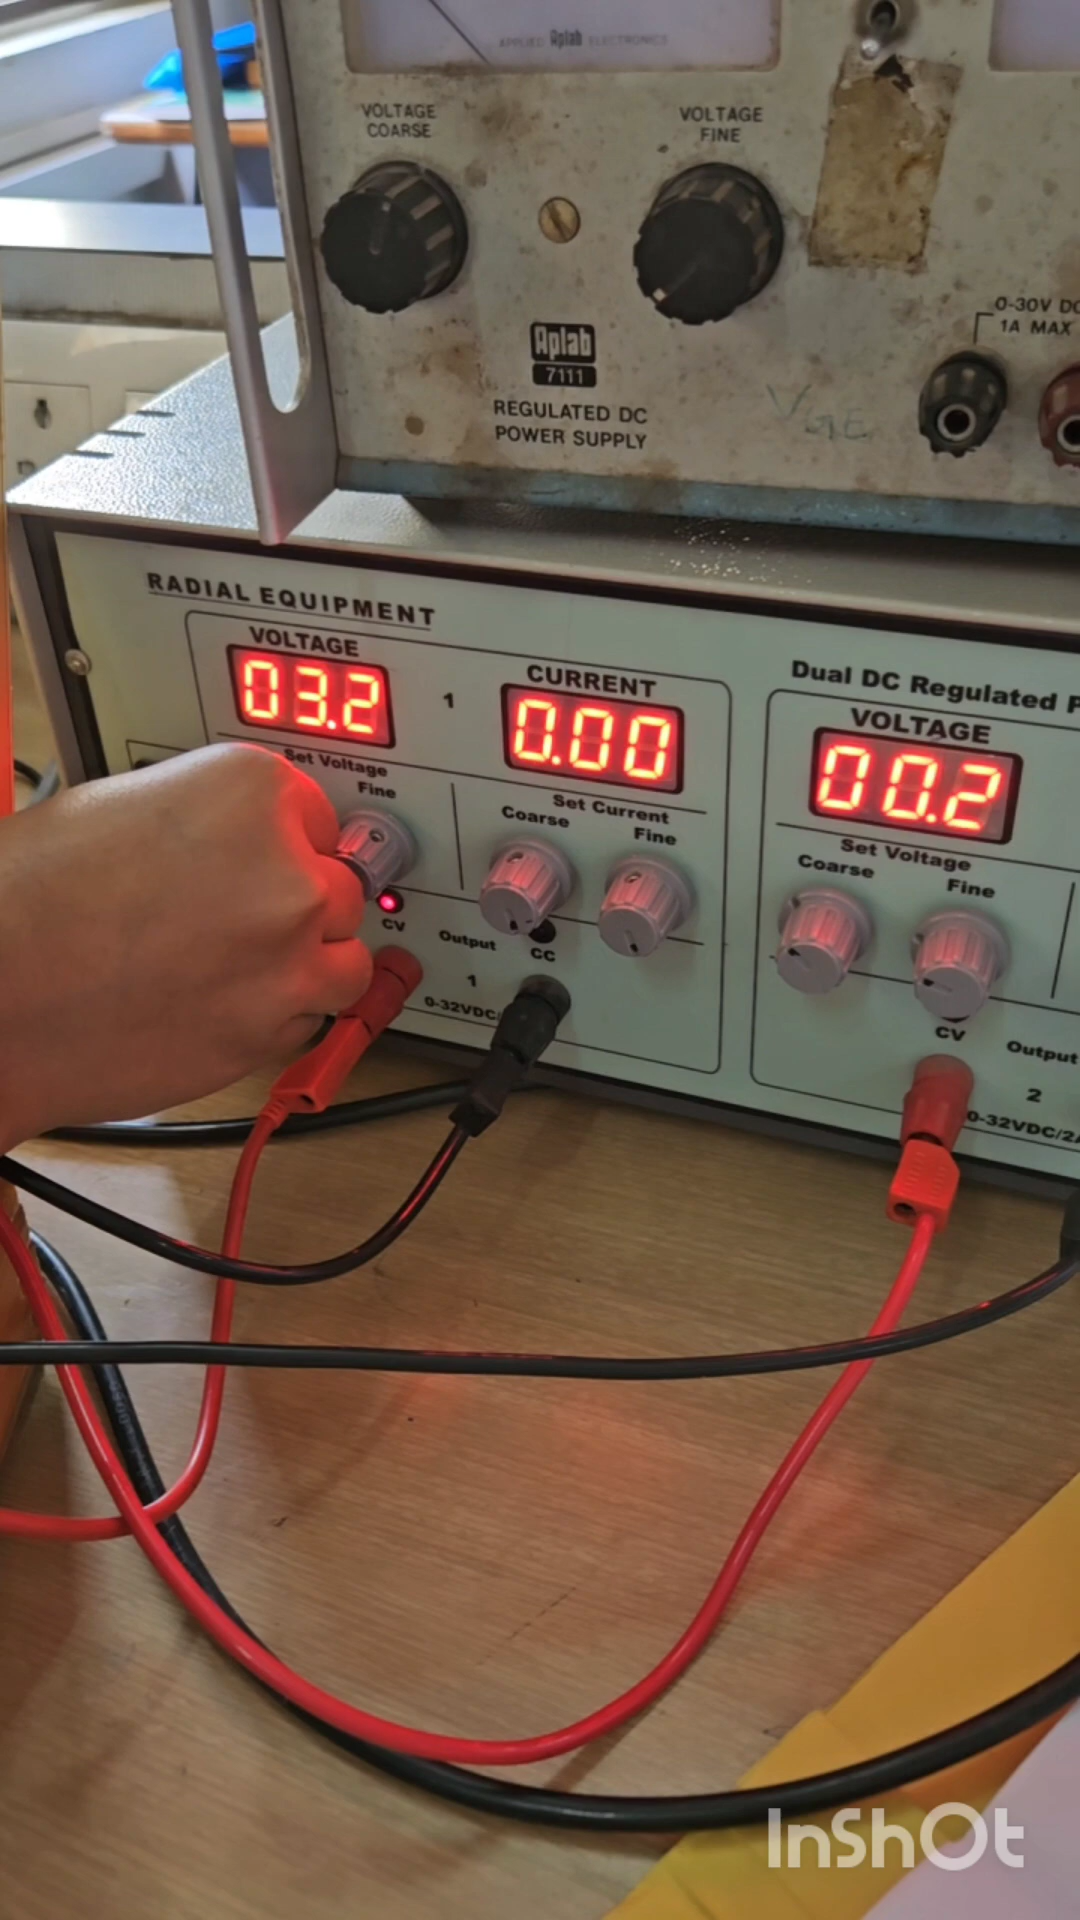 APPLIED Aplab ELECTRONICS
VOLTAGE
COARSE
VOLTAGE
FINE
0-30V DC
1A MAX
Aplab
7111
REGULATED DC
POWER SUPPLY
VGE
RADIAL EQUIPMENT
Dual DC Regulated P
VOLTAGE
03.2
1
CURRENT
0.00
VOLTAGE
00.2
Set Voltage
Fine
Set Current
Coarse
Fine
Set Voltage
Coarse
Fine
CV
Output
CC
1
0-32VDC/
CV
Output
2
0-32VDC/2A
InShOt